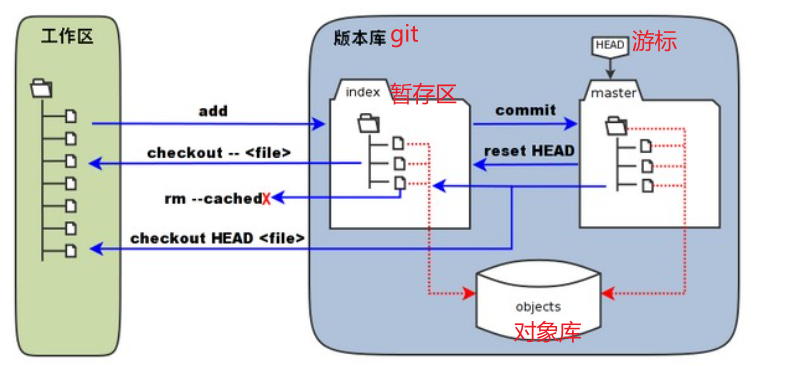 工作区
版本库 git
HEAD 游标
index 暂存区
master
add
commit
checkout -- <file>
reset HEAD
rm --cached X
checkout HEAD <file>
objects
对象库